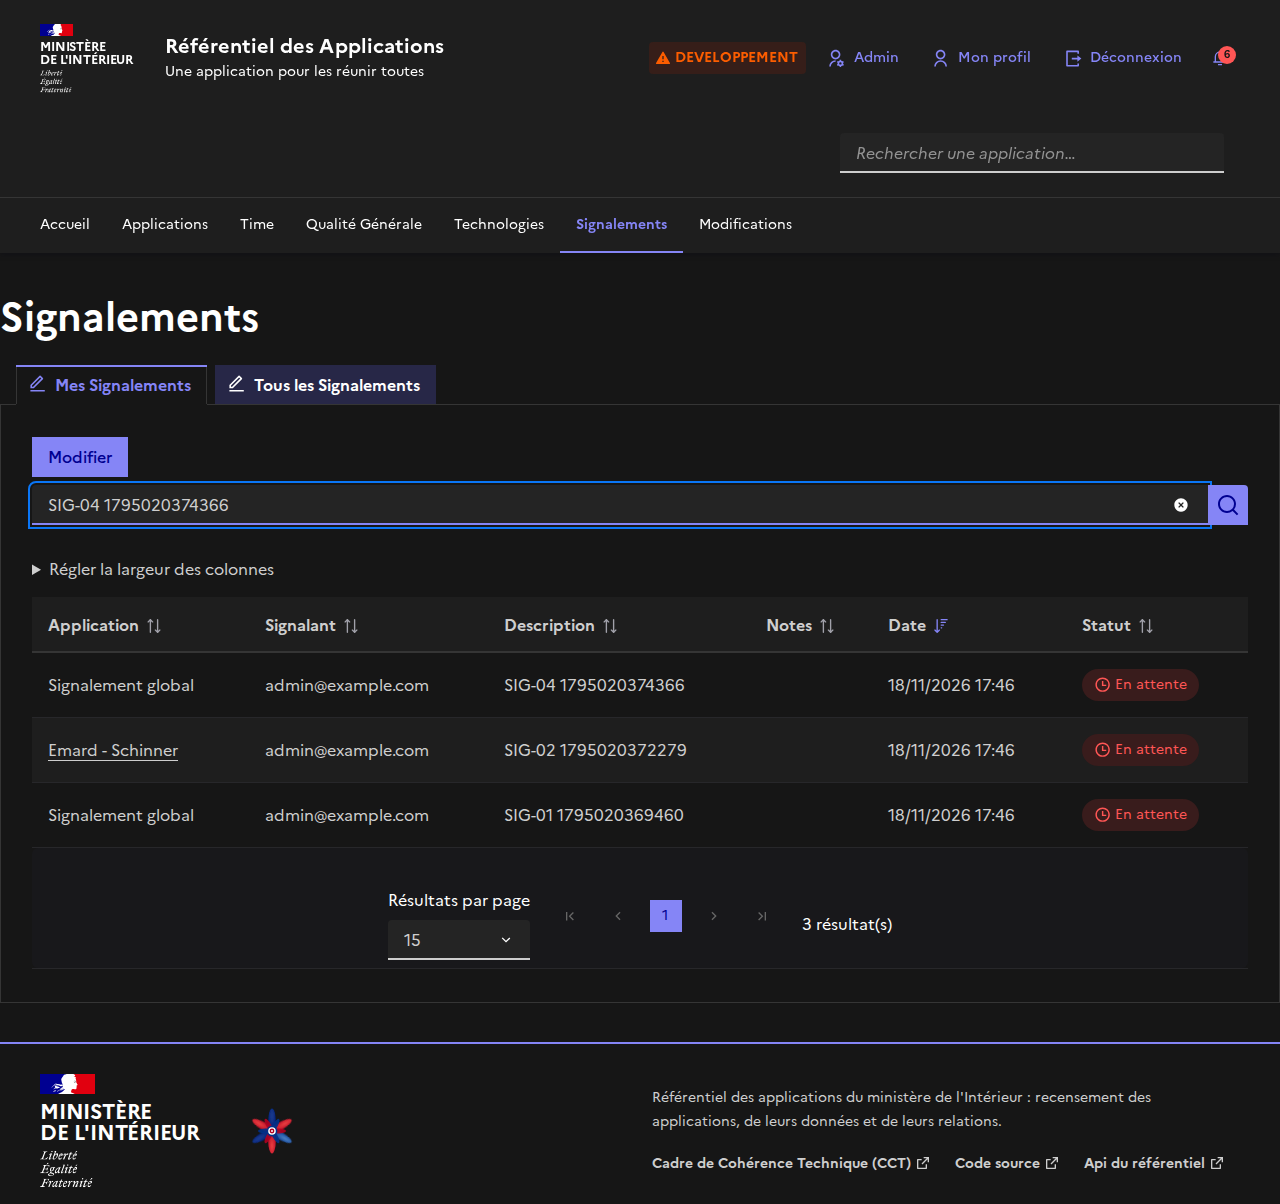 MINISTÈRE
DE L'INTÉRIEUR
Liberté
Égalité
Fraternité
Référentiel des Applications
Une application pour les réunir toutes
DEVELOPPEMENT
Admin
Mon profil
Déconnexion
6
Rechercher une application...
Accueil
Applications
Time
Qualité Générale
Technologies
Signalements
Modifications
Signalements
Mes Signalements
Tous les Signalements
Modifier
SIG-04 1795020374366
Régler la largeur des colonnes
Application Signalant Description Notes Date Statut
Signalement global admin@example.com SIG-04 1795020374366 18/11/2026 17:46 En attente
Emard - Schinner admin@example.com SIG-02 1795020372279 18/11/2026 17:46 En attente
Signalement global admin@example.com SIG-01 1795020369460 18/11/2026 17:46 En attente
Résultats par page
15
1
3 résultat(s)
MINISTÈRE
DE L'INTÉRIEUR
Liberté
Égalité
Fraternité
Référentiel des applications du ministère de l'Intérieur : recensement des
applications, de leurs données et de leurs relations.
Cadre de Cohérence Technique (CCT)
Code source
Api du référentiel